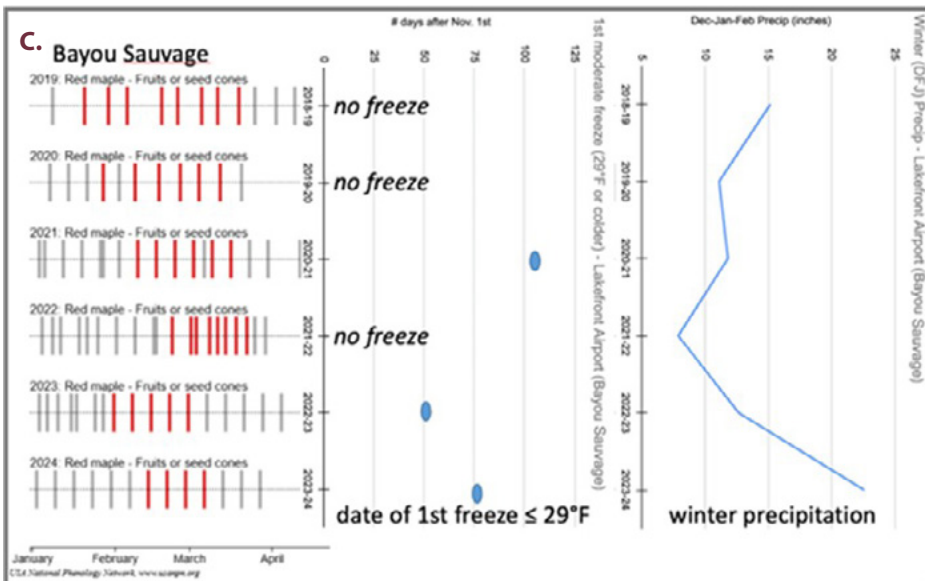 C. Bayou Sauvage
2019: Red maple - Fruits or seed cones
2020: Red maple - Fruits or seed cones
2021: Red maple - Fruits or seed cones
2022: Red maple - Fruits or seed cones
2023: Red maple - Fruits or seed cones
2024: Red maple - Fruits or seed cones
January February March April
USA National Phenology Network, www.usanpn.org
# days after Nov. 1st
0 25 50 75 100 125
2018-19
no freeze
2019-20
no freeze
2020-21
2021-22
no freeze
2022-23
2023-24
1st moderate freeze (29°F or colder) - Lakefront Airport (Bayou Sauvage)
date of 1st freeze ≤ 29°F
Dec-Jan-Feb Precip (inches)
5 10 15 20 25
2018-19
2019-20
2020-21
2021-22
2022-23
2023-24
Winter (DFJ) Precip - Lakefront Airport (Bayou Sauvage)
winter precipitation